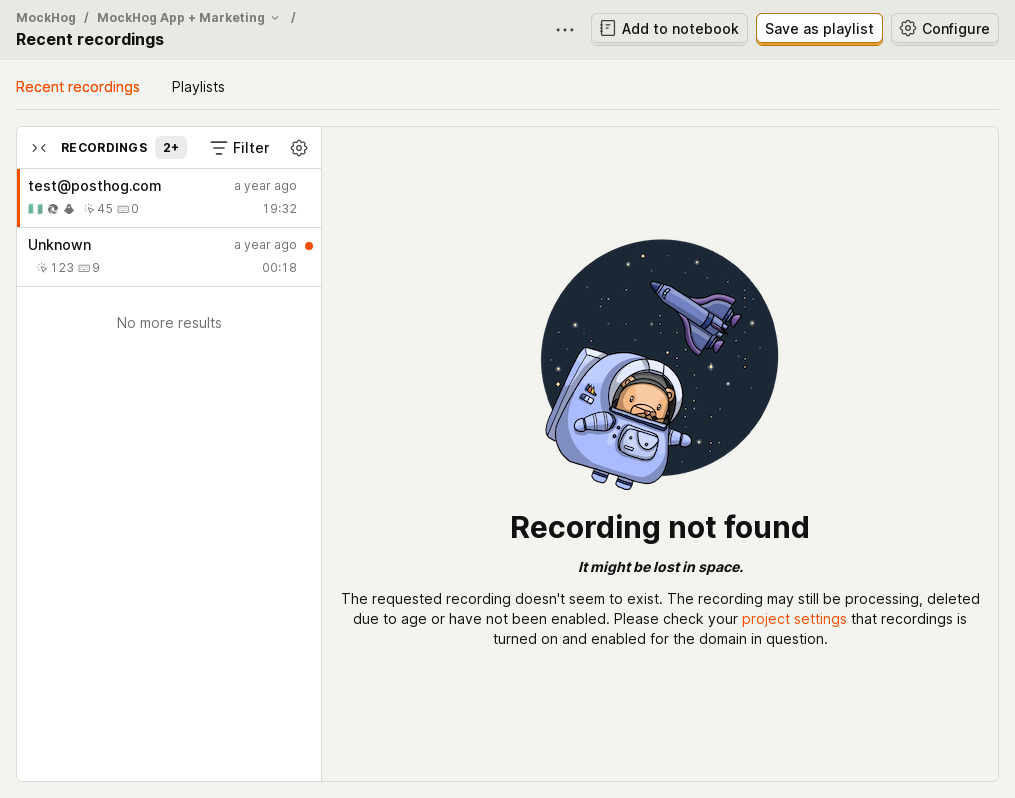 MockHog / MockHog App + Marketing /
Recent recordings
Add to notebook
Save as playlist
Configure
Recent recordings
Playlists
RECORDINGS 2+
Filter
test@posthog.com a year ago
45 0 19:32
Unknown a year ago
123 9 00:18
No more results
Recording not found
It might be lost in space.
The requested recording doesn't seem to exist. The recording may still be processing, deleted
due to age or have not been enabled. Please check your project settings that recordings is
turned on and enabled for the domain in question.